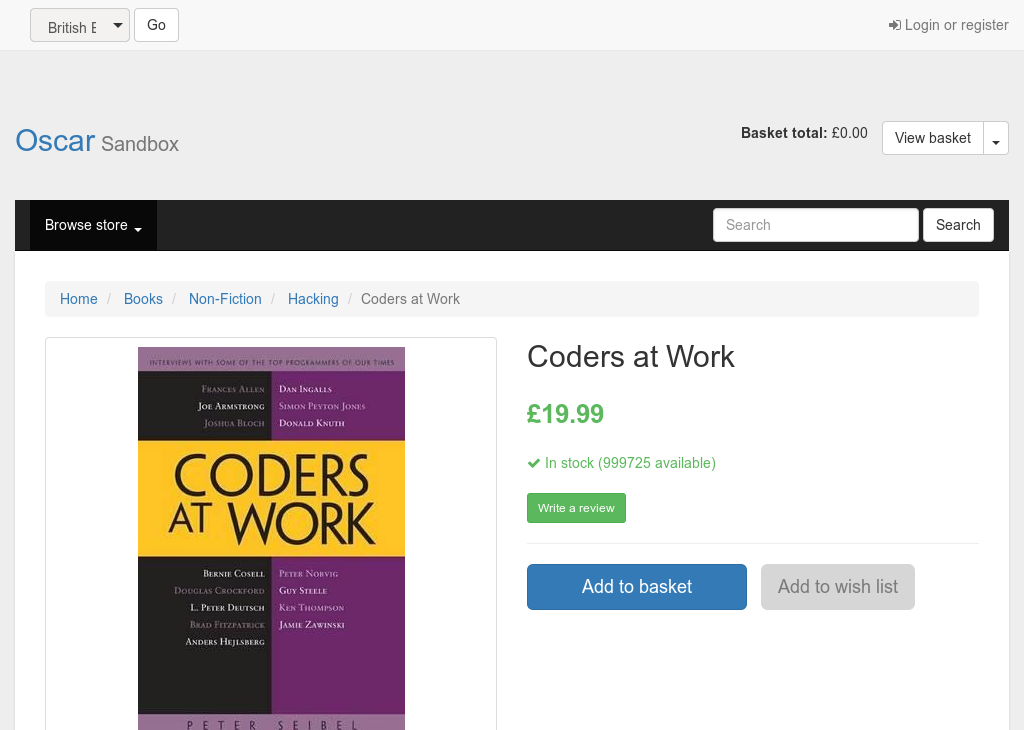 British E
Go
Login or register
Oscar Sandbox
Basket total: £0.00
View basket
Browse store
Search
Search
Home / Books / Non-Fiction / Hacking / Coders at Work
INTERVIEWS WITH SOME OF THE TOP PROGRAMMERS OF OUR TIMES
FRANCES ALLEN
JOE ARMSTRONG
JOSHUA BLOCH
DAN INGALLS
SIMON PEYTON JONES
DONALD KNUTH
CODERS
AT WORK
BERNIE COSELL
DOUGLAS CROCKFORD
L. PETER DEUTSCH
BRAD FITZPATRICK
ANDERS HEJLSBERG
PETER NORVIG
GUY STEELE
KEN THOMPSON
JAMIE ZAWINSKI
PETER SEIBEL
Coders at Work
£19.99
In stock (999725 available)
Write a review
Add to basket
Add to wish list